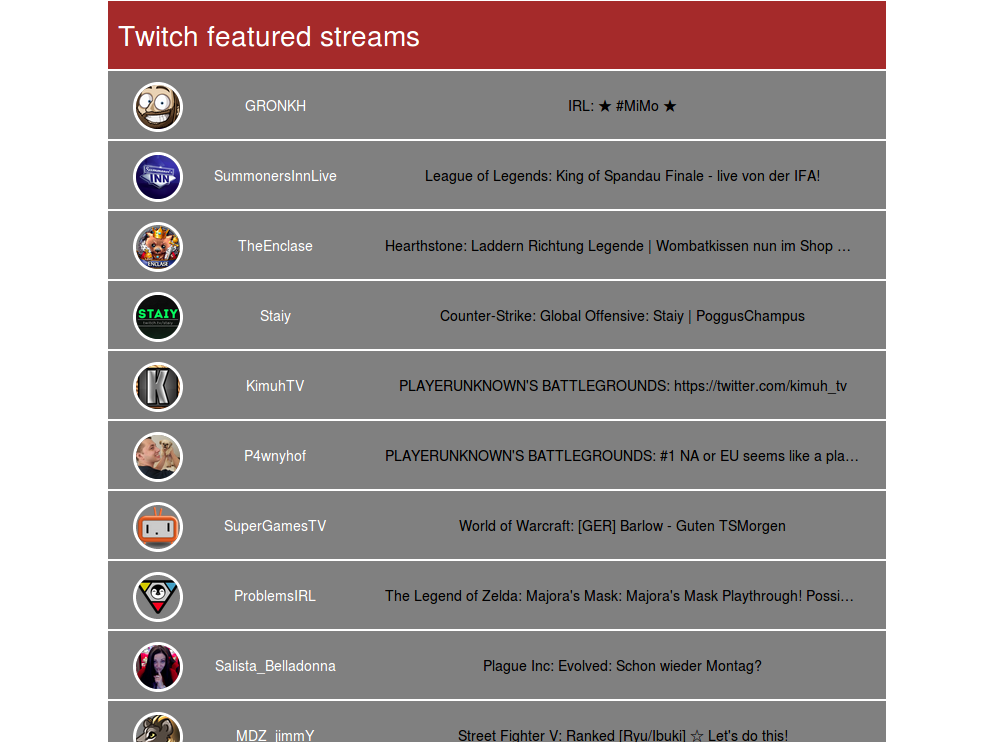 Twitch featured streams
GRONKH IRL: ★ #MiMo ★
INN
SummonersInnLive League of Legends: King of Spandau Finale - live von der IFA!
ENCLASE
TheEnclase Hearthstone: Laddern Richtung Legende | Wombatkissen nun im Shop ...
STAIY
Staiy Counter-Strike: Global Offensive: Staiy | PoggusChampus
K
KimuhTV PLAYERUNKNOWN'S BATTLEGROUNDS: https://twitter.com/kimuh_tv
P4wnyhof PLAYERUNKNOWN'S BATTLEGROUNDS: #1 NA or EU seems like a pla...
SuperGamesTV World of Warcraft: [GER] Barlow - Guten TSMorgen
ProblemsIRL The Legend of Zelda: Majora's Mask: Majora's Mask Playthrough! Possi...
Salista_Belladonna Plague Inc: Evolved: Schon wieder Montag?
MDZ_jimmY Street Fighter V: Ranked [Ryu/Ibuki] ☆ Let's do this!